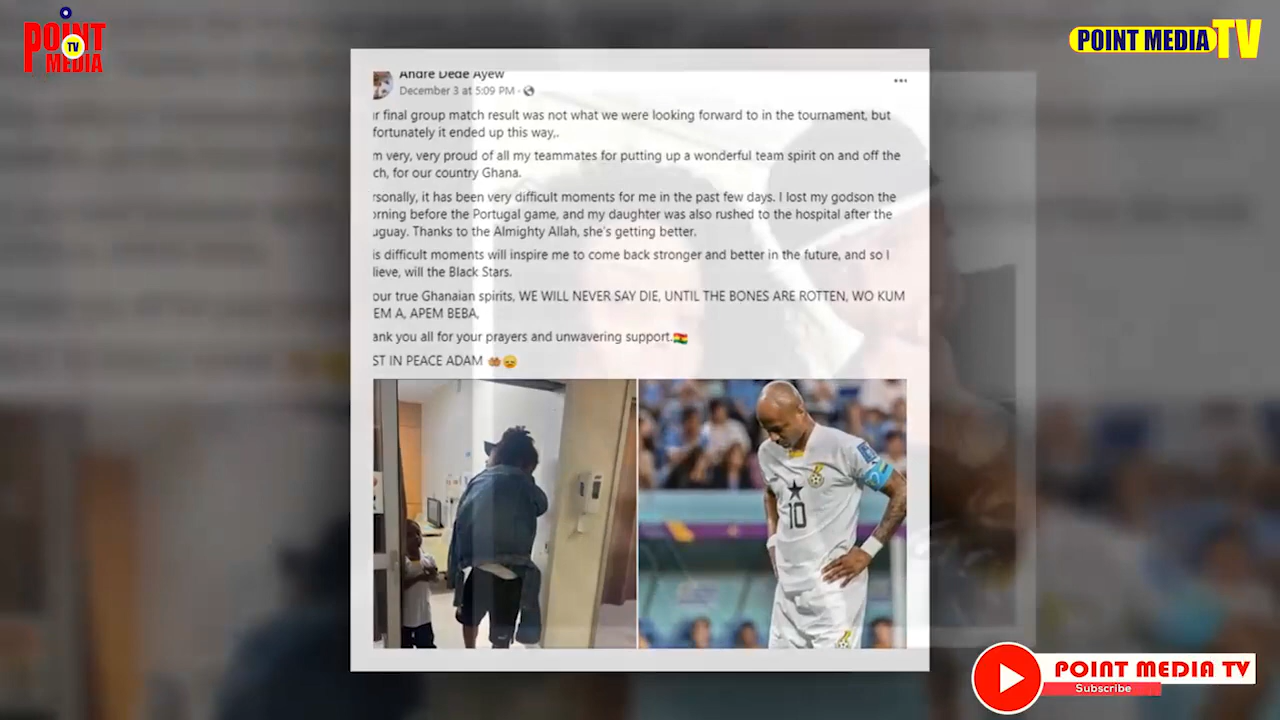 POINT
TV
MEDIA
POINT MEDIA TV
Andre Dede Ayew
December 3 at 5:09 PM ·
r final group match result was not what we were looking forward to in the tournament, but
fortunately it ended up this way,.
m very, very proud of all my teammates for putting up a wonderful team spirit on and off the
ch, for our country Ghana.
rsonally, it has been very difficult moments for me in the past few days. I lost my godson the
orning before the Portugal game, and my daughter was also rushed to the hospital after the
uguay. Thanks to the Almighty Allah, she's getting better.
is difficult moments will inspire me to come back stronger and better in the future, and so I
lieve, will the Black Stars.
our true Ghanaian spirits, WE WILL NEVER SAY DIE, UNTIL THE BONES ARE ROTTEN, WO KUM
EM A, APEM BEBA,
ank you all for your prayers and unwavering support.🇬🇭
ST IN PEACE ADAM 🤲🏾😞
10
POINT MEDIA TV
Subscribe